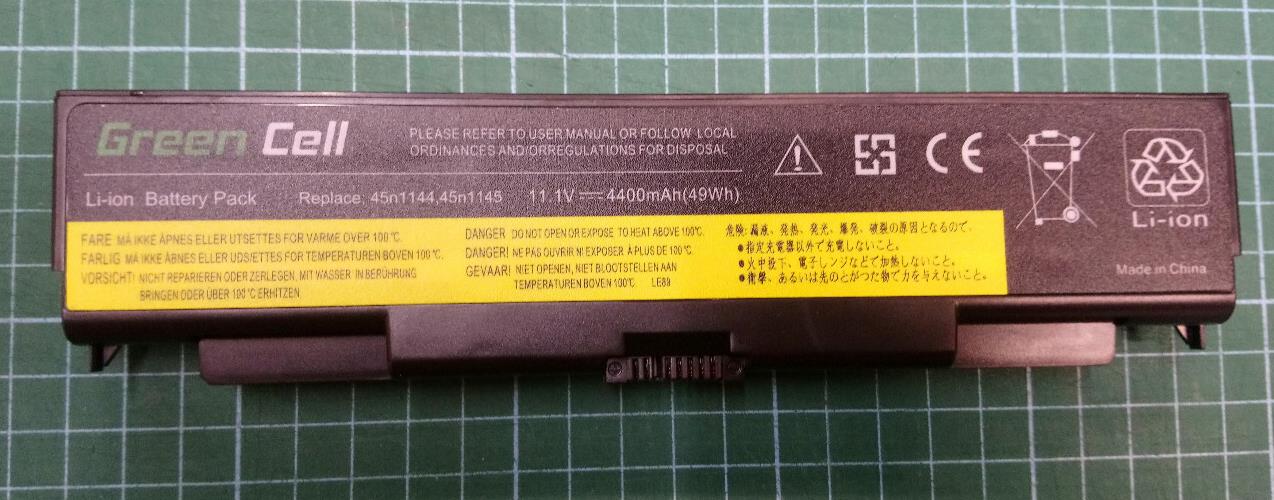 Green Cell
PLEASE REFER TO USER MANUAL OR FOLLOW LOCAL
ORDINANCES AND/ORREGULATIONS FOR DISPOSAL
Li-ion Battery Pack Replace: 45n1144,45n1145 11.1V 4400mAh(49Wh)
CE
Li-ion
Made in China
FARE MÅ IKKE ÅPNES ELLER UTSETTES FOR VARME OVER 100℃.
FARLIG MÅ IKKE ÅBNES ELLER UDSETTES FOR TEMPERATUREN BOVEN 100℃.
VORSICHT! NICHT REPARIEREN ODER ZERLEGEN, MIT WASSER IN BERÜHRUNG
BRINGEN ODER ÜBER 100℃ ERHITZEN.
DANGER DO NOT OPEN OR EXPOSE TO HEAT ABOVE 100℃.
DANGER! NE PAS OUVRIR NI EXPOSER À PLUS DE 100℃.
GEVAAR! NIET OPENEN, NIET BLOOTSTELLEN AAN
TEMPERATUREN BOVEN 100℃ LE89
危険: 漏液、発熱、発光、爆発、破裂の原因となるので、
●指定充電器以外で充電しないこと。
●火中投下、電子レンジなどで加熱しないこと。
●衝撃、あるいは先のとがった物で力を与えないこと。